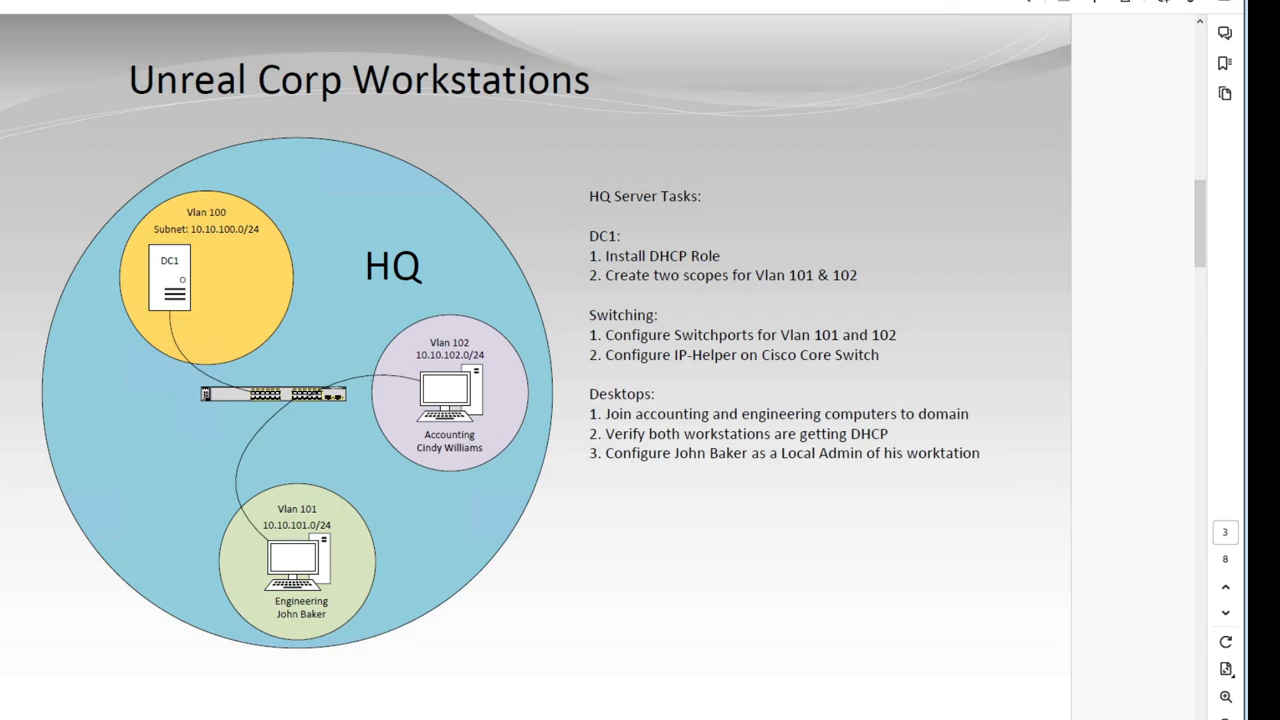 Unreal Corp Workstations
Vlan 100
Subnet: 10.10.100.0/24
DC1
HQ
Vlan 102
10.10.102.0/24
Accounting
Cindy Williams
Vlan 101
10.10.101.0/24
Engineering
John Baker
HQ Server Tasks:
DC1:
1. Install DHCP Role
2. Create two scopes for Vlan 101 & 102
Switching:
1. Configure Switchports for Vlan 101 and 102
2. Configure IP-Helper on Cisco Core Switch
Desktops:
1. Join accounting and engineering computers to domain
2. Verify both workstations are getting DHCP
3. Configure John Baker as a Local Admin of his worktation
3
8